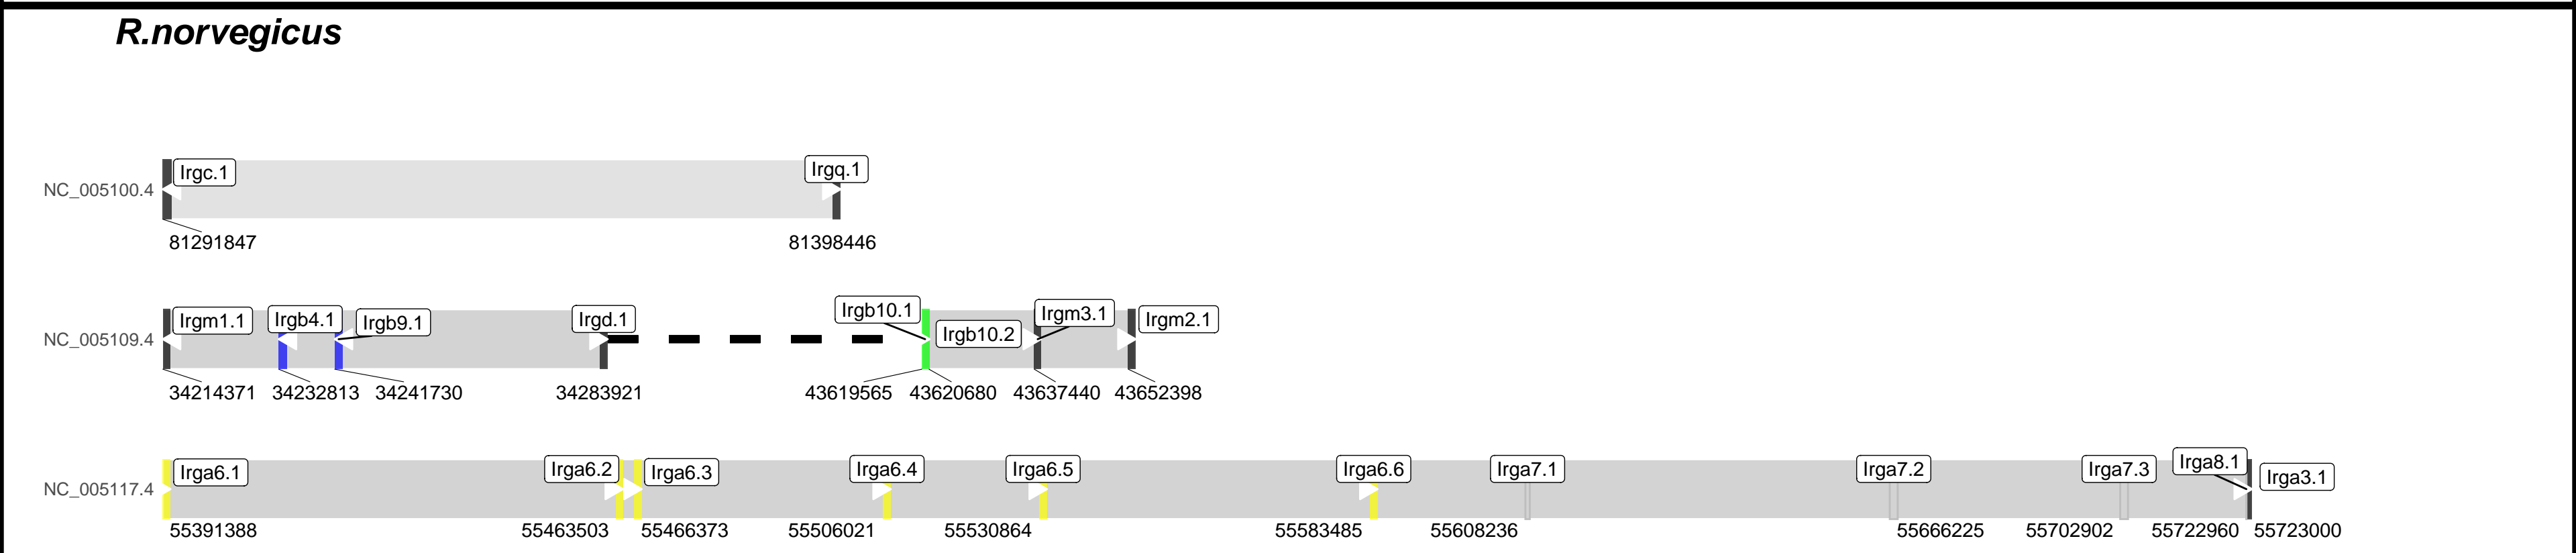 R.norvegicus
Irgc.1 Irgq.1
NC_005100.4
81291847 81398446
Irgm1.1 Irgb4.1 Irgb9.1 Irgd.1 Irgb10.1 Irgb10.2 Irgm3.1 Irgm2.1
NC_005109.4
34214371 34232813 34241730 34283921 43619565 43620680 43637440 43652398
Irga6.1 Irga6.2 Irga6.3 Irga6.4 Irga6.5 Irga6.6 Irga7.1 Irga7.2 Irga7.3 Irga8.1 Irga3.1
NC_005117.4
55391388 55463503 55466373 55506021 55530864 55583485 55608236 55666225 55702902 55722960 55723000